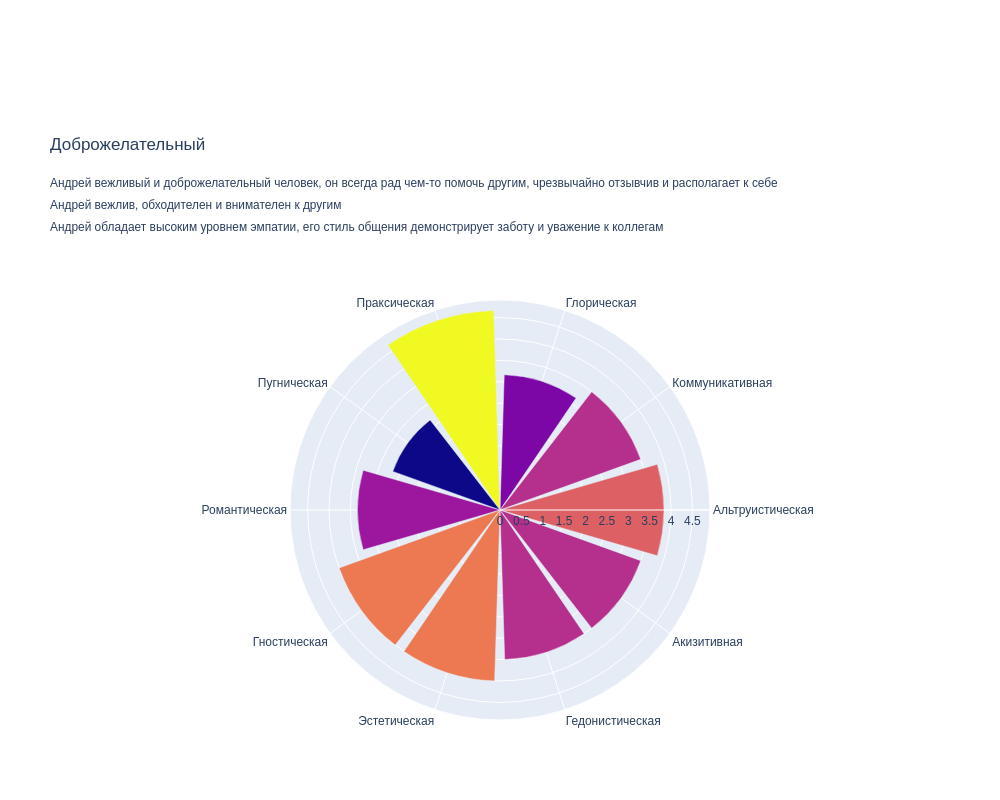 Доброжелательный
Андрей вежливый и доброжелательный человек, он всегда рад чем-то помочь другим, чрезвычайно отзывчив и располагает к себе
Андрей вежлив, обходителен и внимателен к другим
Андрей обладает высоким уровнем эмпатии, его стиль общения демонстрирует заботу и уважение к коллегам
Праксическая
Глорическая
Пугническая
Коммуникативная
Романтическая
Альтруистическая
0 0.5 1 1.5 2 2.5 3 3.5 4 4.5
Гностическая
Акизитивная
Эстетическая
Гедонистическая